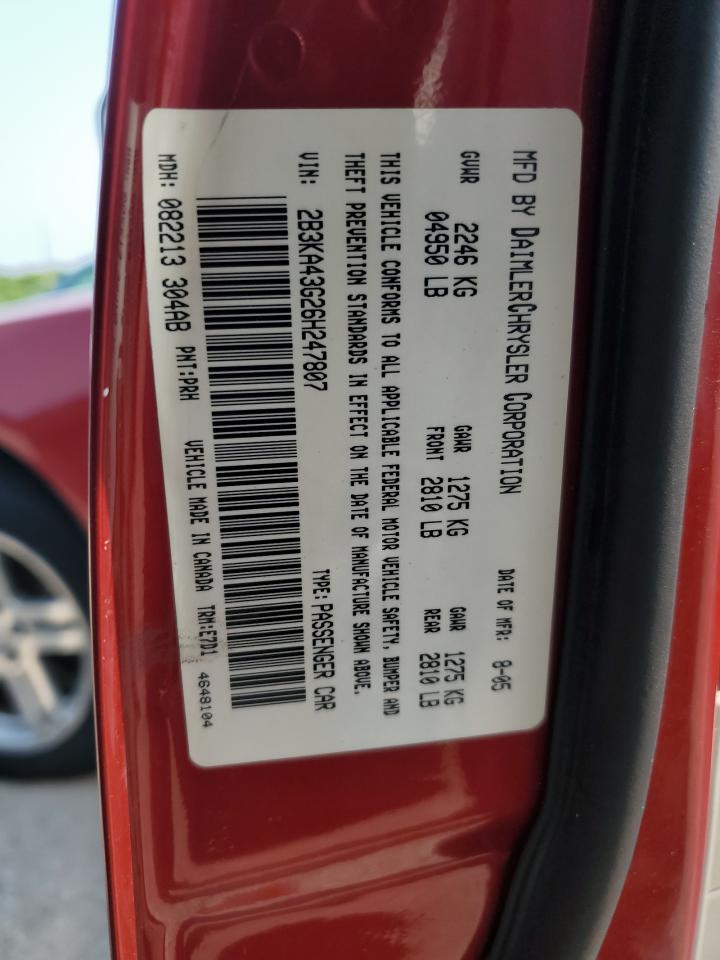 MFD BY DAIMLERCHRYSLER CORPORATION DATE OF MFR: 8-05
GVWR 2246 KG GAWR 1275 KG GAWR 1275 KG
04950 LB FRONT 2810 LB REAR 2810 LB
THIS VEHICLE CONFORMS TO ALL APPLICABLE FEDERAL MOTOR VEHICLE SAFETY, BUMPER AND
THEFT PREVENTION STANDARDS IN EFFECT ON THE DATE OF MANUFACTURE SHOWN ABOVE.
VIN: 2B3KA43G26H247807 TYPE: PASSENGER CAR
MDH: 082213 304AB PNT:PRH VEHICLE MADE IN CANADA TRM:E7D1 4648104